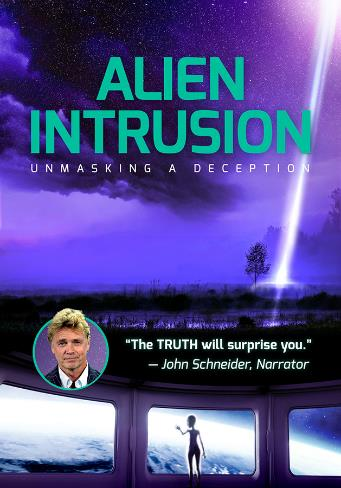 ALIEN
INTRUSION
UNMASKING A DECEPTION
“The TRUTH will surprise you.”
— John Schneider, Narrator